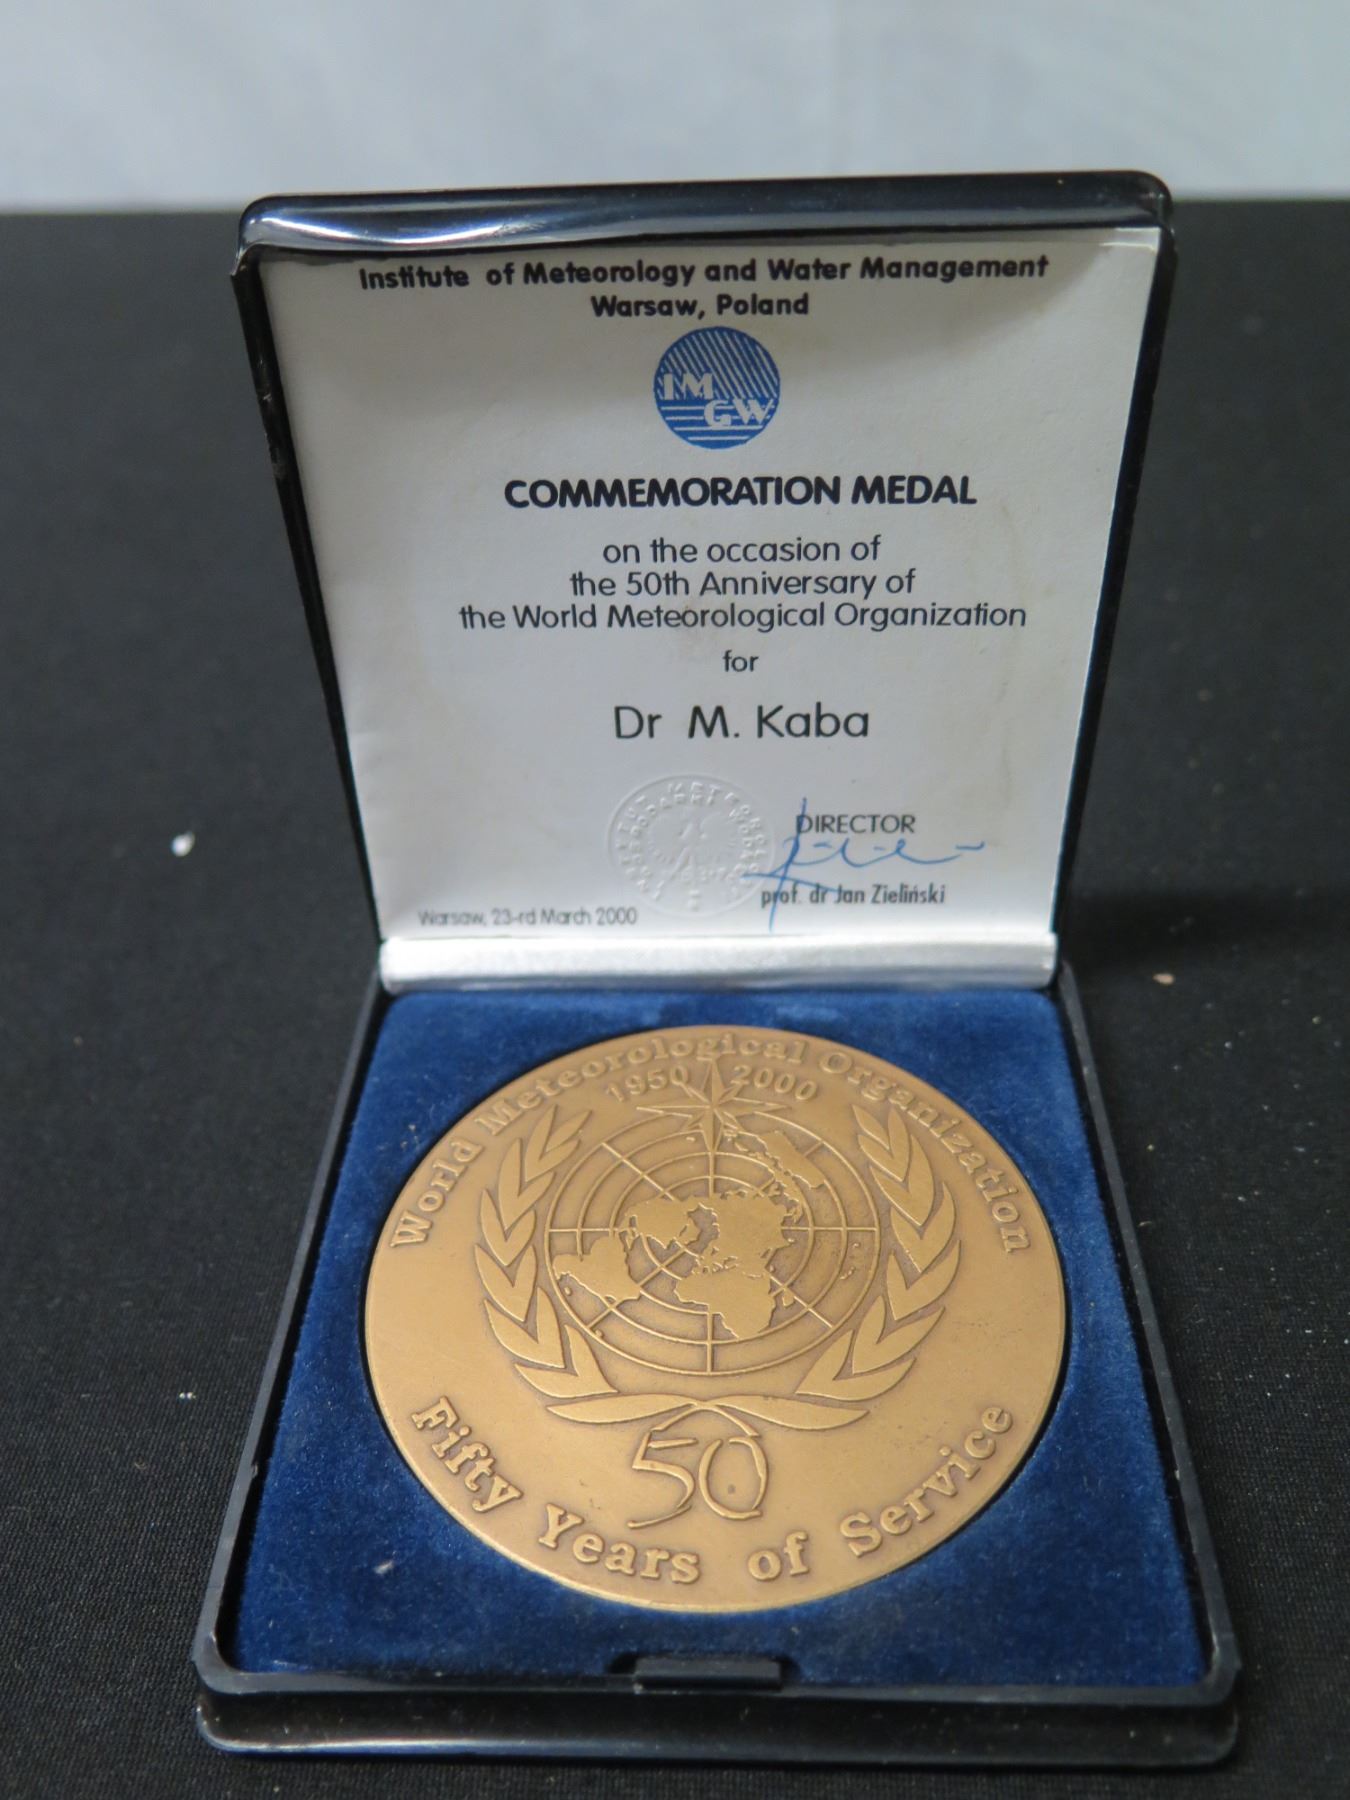 Institute of Meteorology and Water Management
Warsaw, Poland
IM
GW
COMMEMORATION MEDAL
on the occasion of
the 50th Anniversary of
the World Meteorological Organization
for
Dr M. Kaba
DIRECTOR
prof. dr Jan Zieliński
Warsaw, 23-rd March 2000
World Meteorological Organization
1950 2000
50
Fifty Years of Service